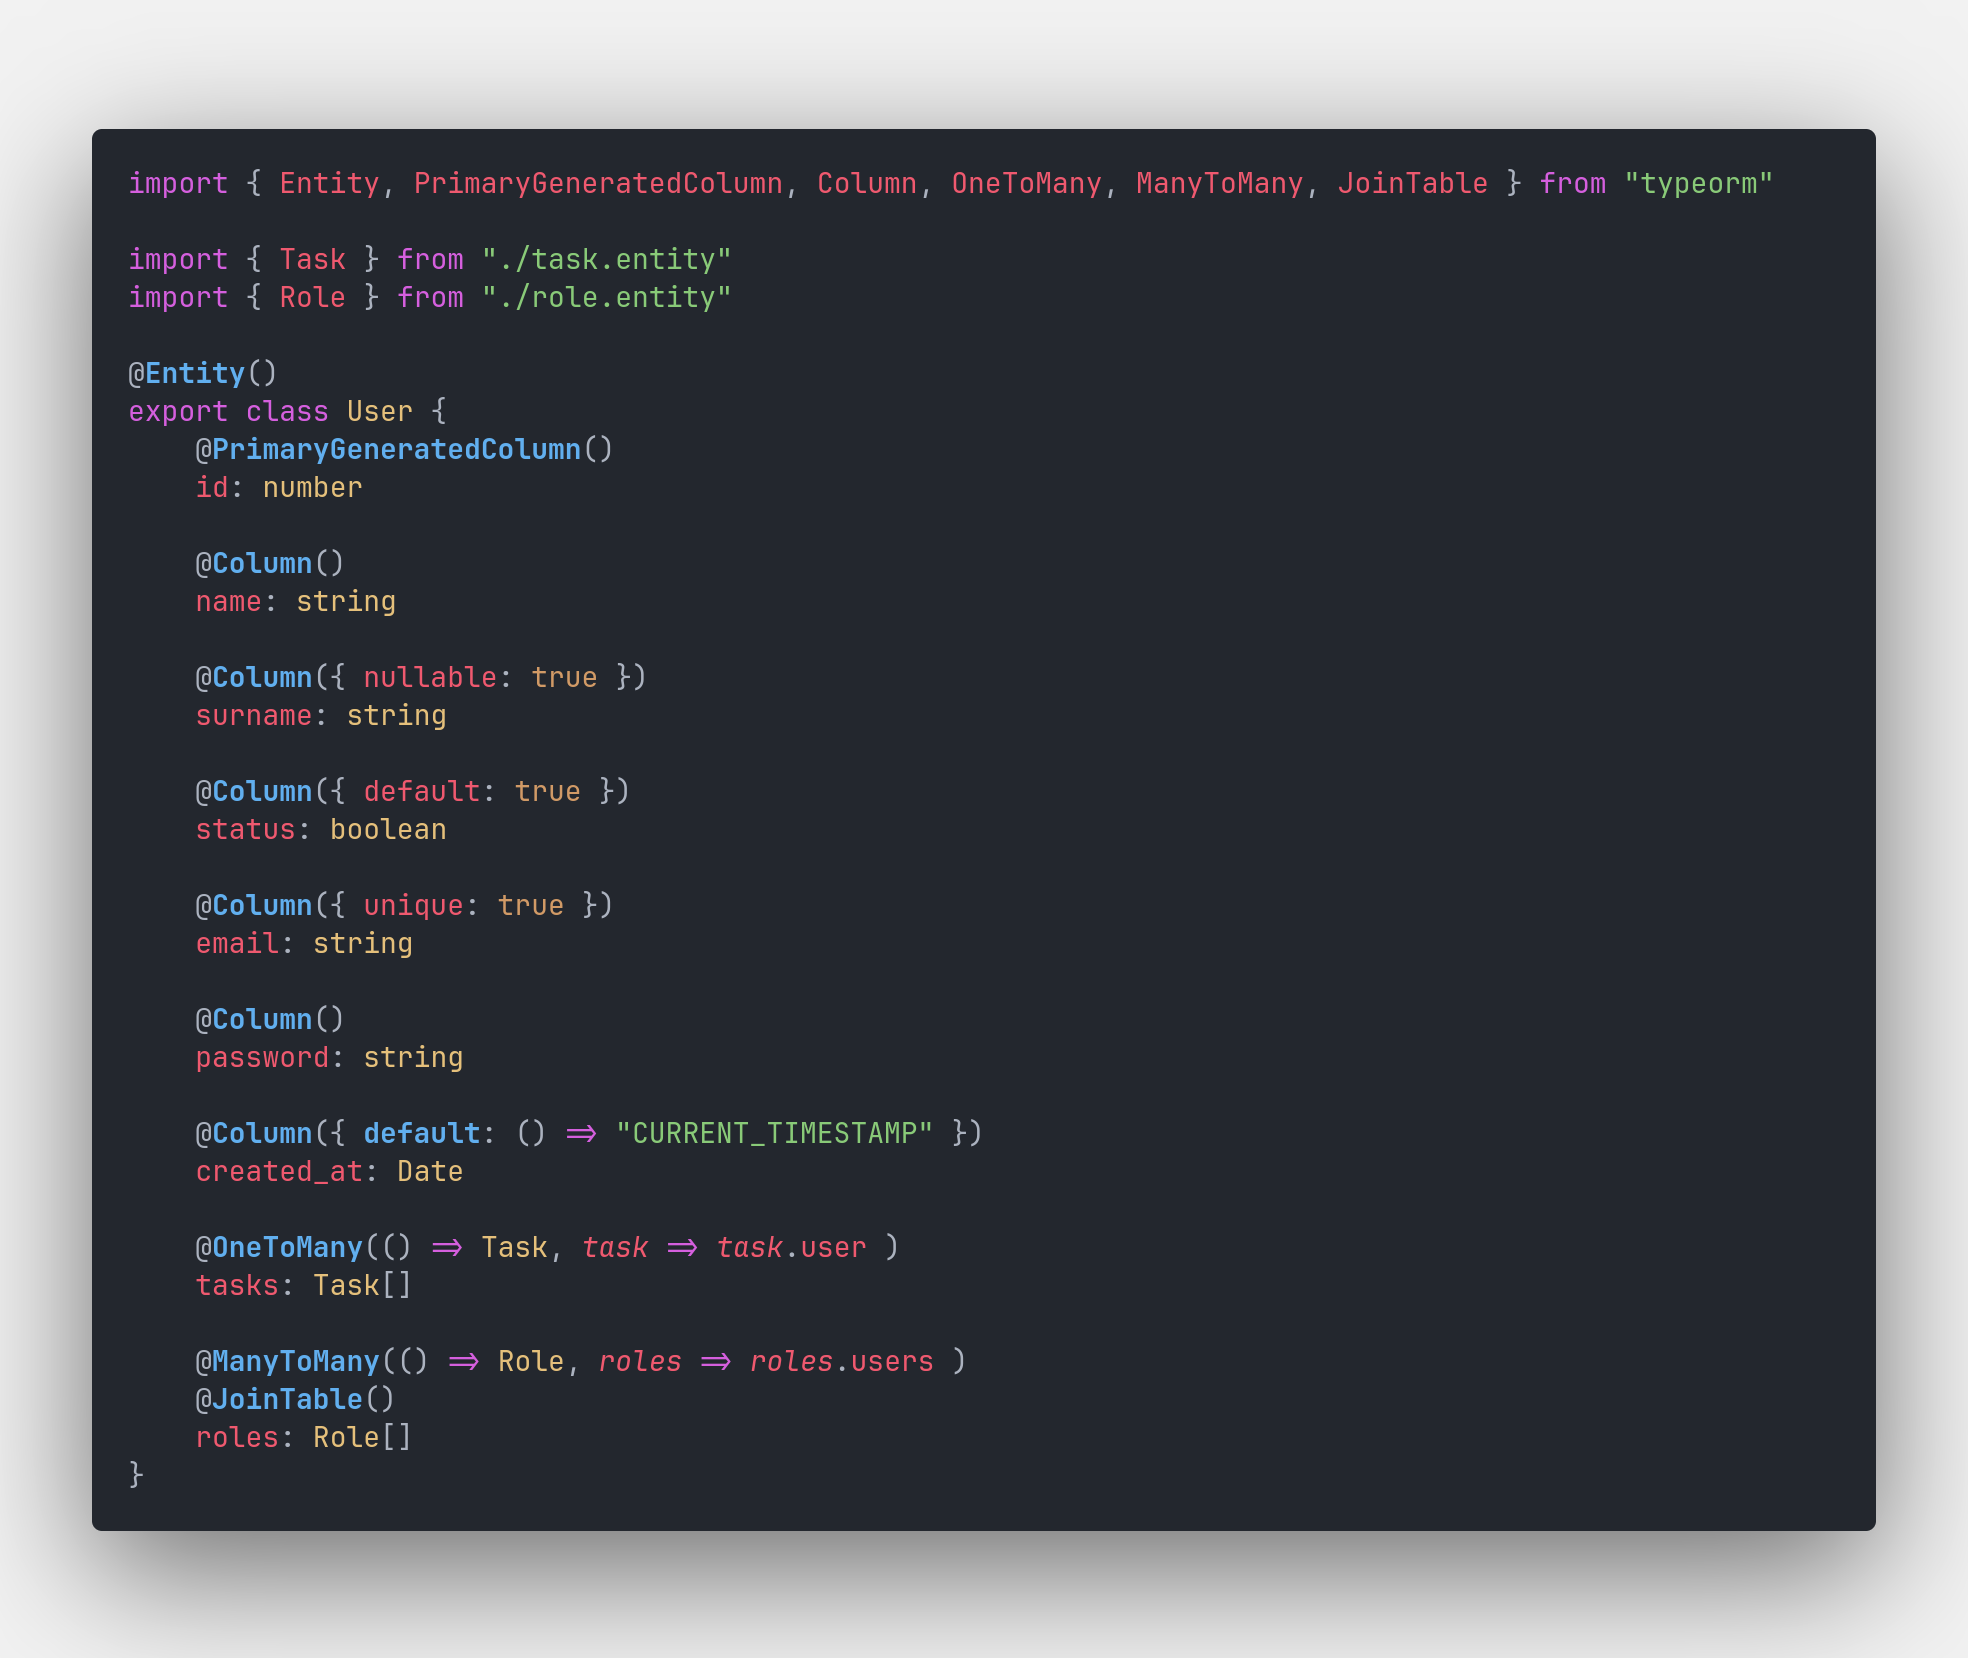 import { Entity, PrimaryGeneratedColumn, Column, OneToMany, ManyToMany, JoinTable } from "typeorm"

import { Task } from "./task.entity"
import { Role } from "./role.entity"

@Entity()
export class User {
    @PrimaryGeneratedColumn()
    id: number

    @Column()
    name: string

    @Column({ nullable: true })
    surname: string

    @Column({ default: true })
    status: boolean

    @Column({ unique: true })
    email: string

    @Column()
    password: string

    @Column({ default: () => "CURRENT_TIMESTAMP" })
    created_at: Date

    @OneToMany(() => Task, task => task.user )
    tasks: Task[]

    @ManyToMany(() => Role, roles => roles.users )
    @JoinTable()
    roles: Role[]
}